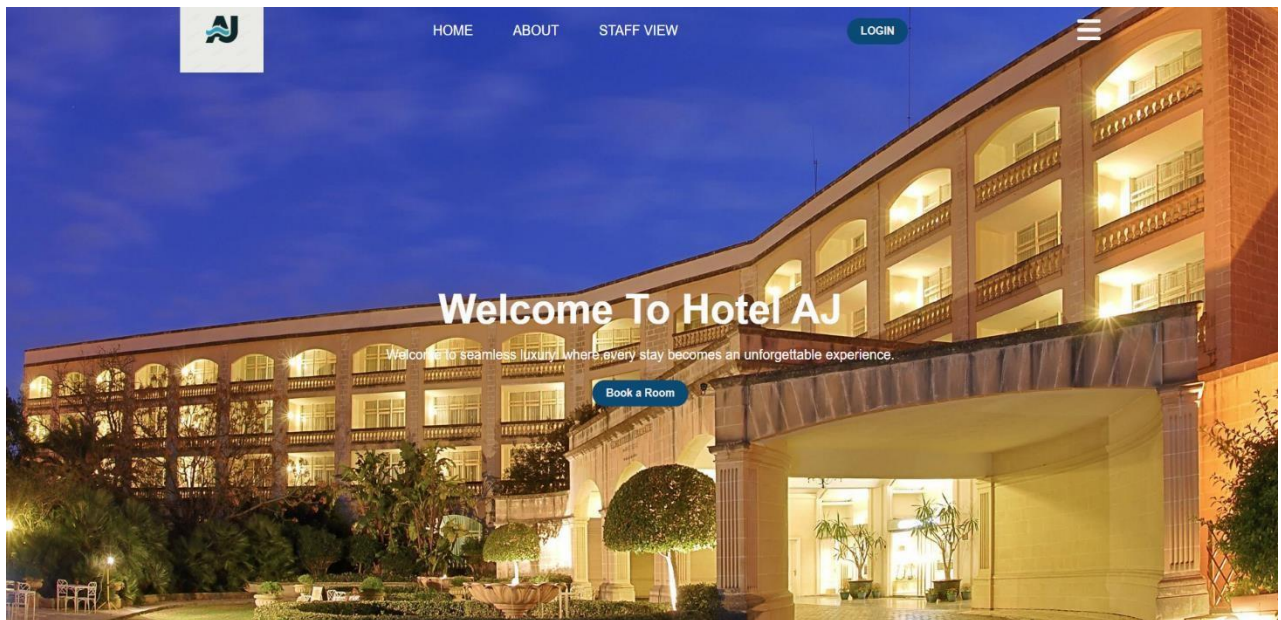 AJ
HOME ABOUT STAFF VIEW LOGIN
Welcome To Hotel AJ
Welcome to seamless luxury! where every stay becomes an unforgettable experience.
Book a Room